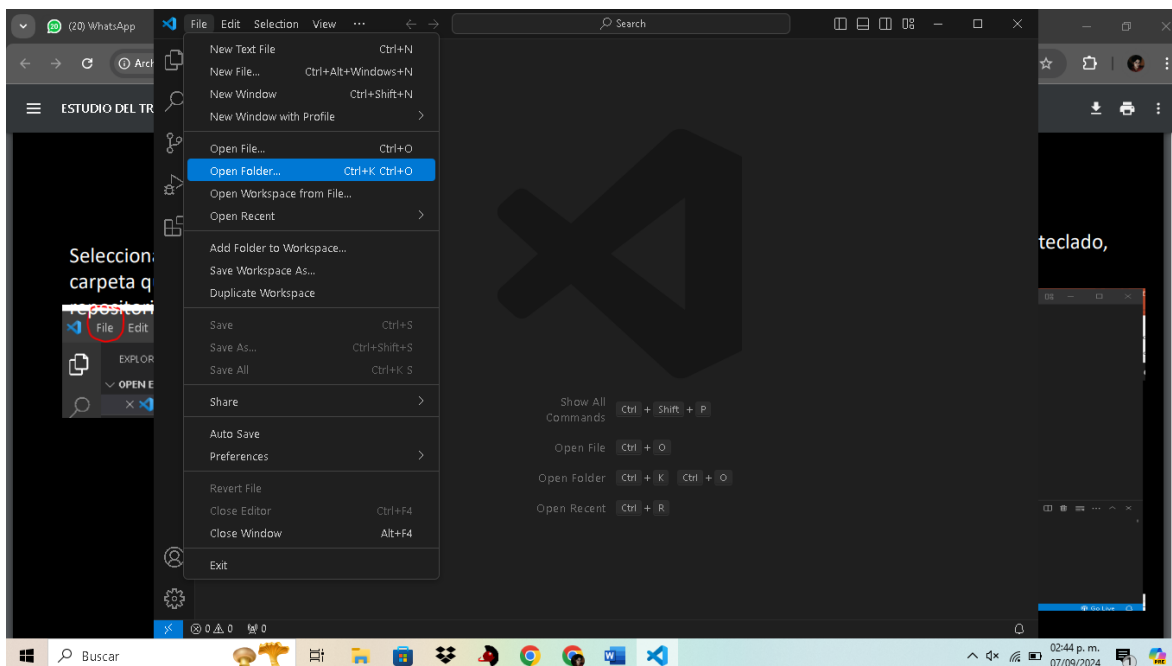 (20) WhatsApp
File Edit Selection View ···
Search
Arch
ESTUDIO DEL TR
New Text File Ctrl+N
New File... Ctrl+Alt+Windows+N
New Window Ctrl+Shift+N
New Window with Profile
Open File... Ctrl+O
Open Folder... Ctrl+K Ctrl+O
Open Workspace from File...
Open Recent
Add Folder to Workspace...
Save Workspace As...
Duplicate Workspace
Save Ctrl+S
Save As... Ctrl+Shift+S
Save All Ctrl+K S
Share
Auto Save
Preferences
Revert File
Close Editor Ctrl+F4
Close Window Alt+F4
Exit
Show All Commands Ctrl + Shift + P
Open File Ctrl + O
Open Folder Ctrl + K Ctrl + O
Open Recent Ctrl + R
Selecciona
teclado,
carpeta q
repositori
File Edit
EXPLOR
OPEN E
Go Live
0 0 0
Buscar
02:44 p. m.
07/09/2024